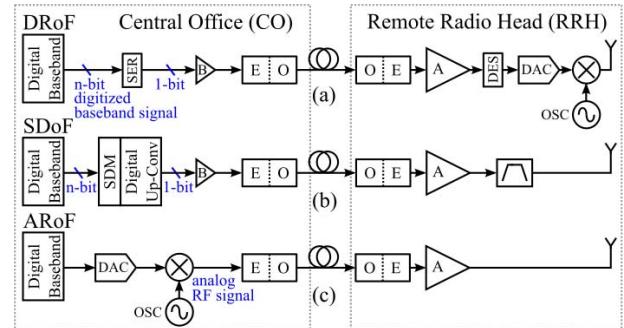 Central Office (CO)
Remote Radio Head (RRH)
DRoF
Digital
Baseband
n-bit
digitized
baseband signal
SER
1-bit
B
E O
(a)
O E
A
DES
DAC
OSC
SDoF
Digital
Baseband
n-bit
SDM
Digital
Up-Conv
1-bit
B
E O
(b)
O E
A
ARoF
Digital
Baseband
DAC
OSC
analog
RF signal
E O
(c)
O E
A